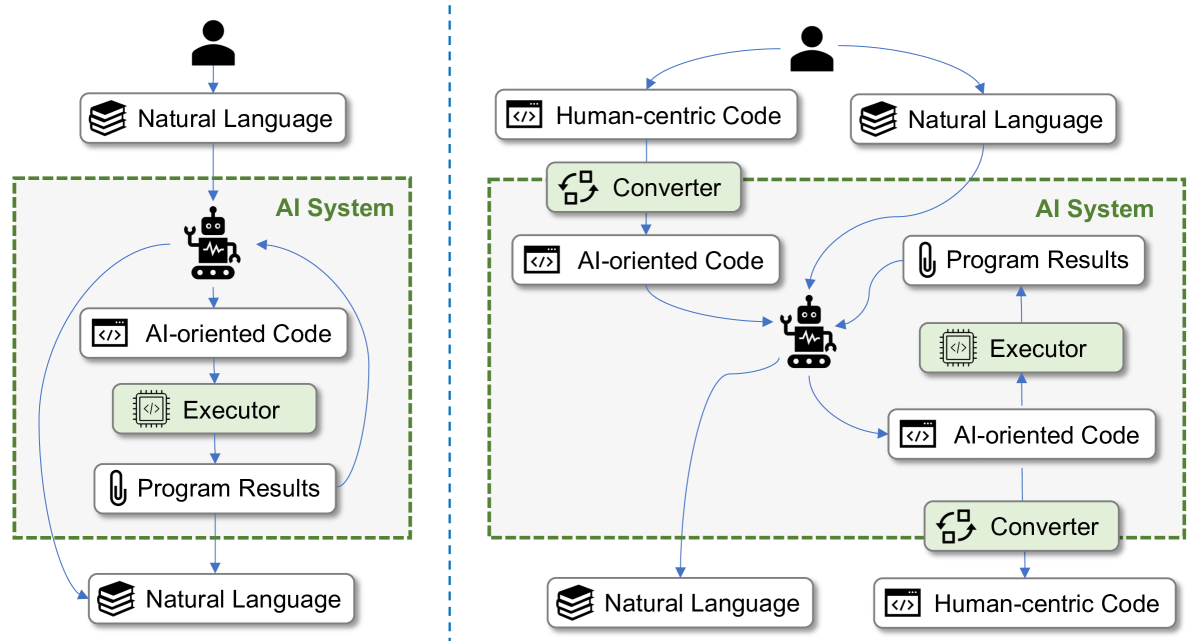 Natural Language
AI System
AI-oriented Code
</>
Executor
</>
Program Results
Natural Language
</>
Human-centric Code
Natural Language
Converter
AI System
</>
AI-oriented Code
Program Results
</>
Executor
</>
AI-oriented Code
Converter
Natural Language
</>
Human-centric Code